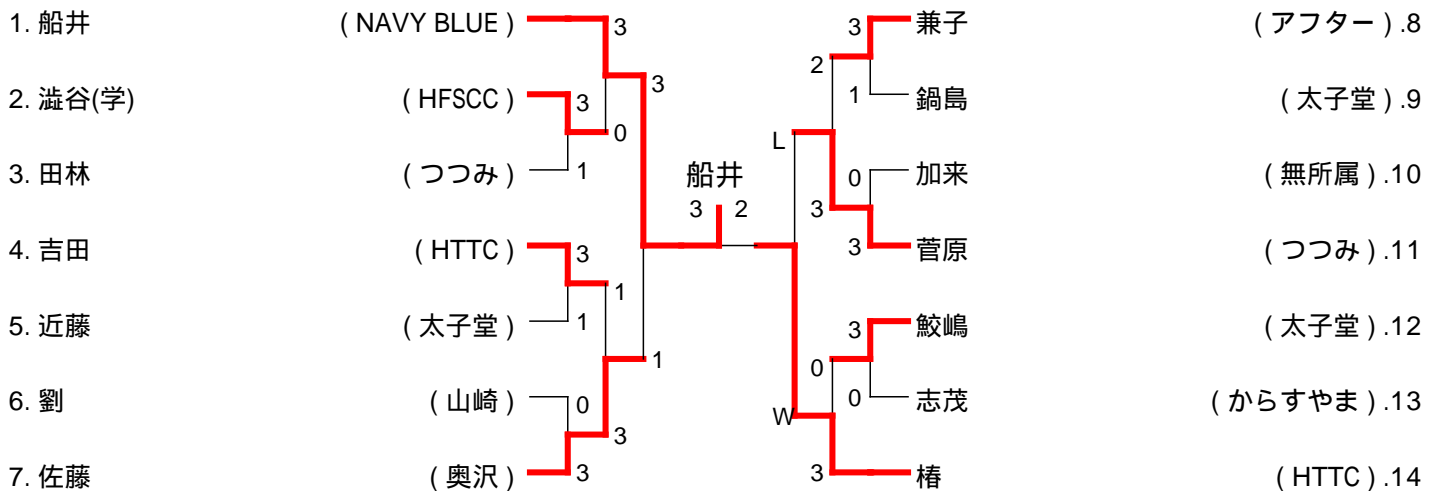 1. 船井 ( NAVY BLUE ) 3 3 兼子 ( アフター ) .8
2 3
2. 澁谷(学) ( HFSCC ) 3 1 鍋島 ( 太子堂 ) .9
0 L
3. 田林 ( つつみ ) 1 船井 0 加来 ( 無所属 ) .10
3 2 3
4. 吉田 ( HTTC ) 3 3 菅原 ( つつみ ) .11
1
5. 近藤 ( 太子堂 ) 1 3 鮫嶋 ( 太子堂 ) .12
1 0
6. 劉 ( 山崎 ) 0 0 志茂 ( からすやま ) .13
3 W
7. 佐藤 ( 奥沢 ) 3 3 椿 ( HTTC ) .14